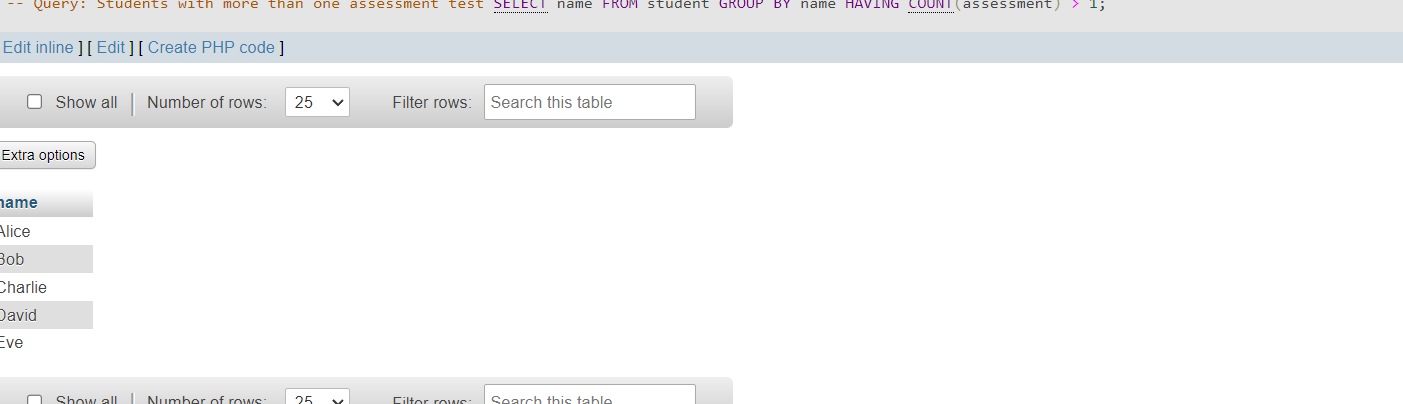 -- Query: Students with more than one assessment test SELECT name FROM student GROUP BY name HAVING COUNT(assessment) > 1;
Edit inline ] [ Edit ] [ Create PHP code ]
Show all | Number of rows: 25 Filter rows: Search this table
Extra options
name
Alice
Bob
Charlie
David
Eve
Show all | Number of rows: 25 Filter rows: Search this table